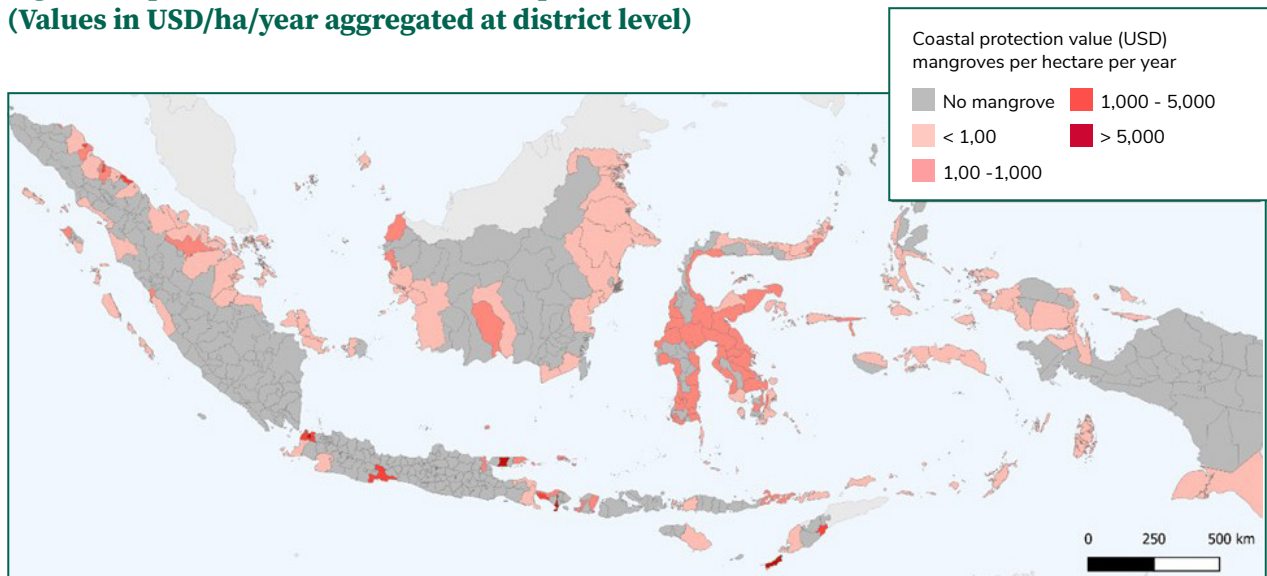 (Values in USD/ha/year aggregated at district level)
Coastal protection value (USD)
mangroves per hectare per year
No mangrove
1,000 - 5,000
< 1,00
> 5,000
1,00 -1,000
0 250 500 km